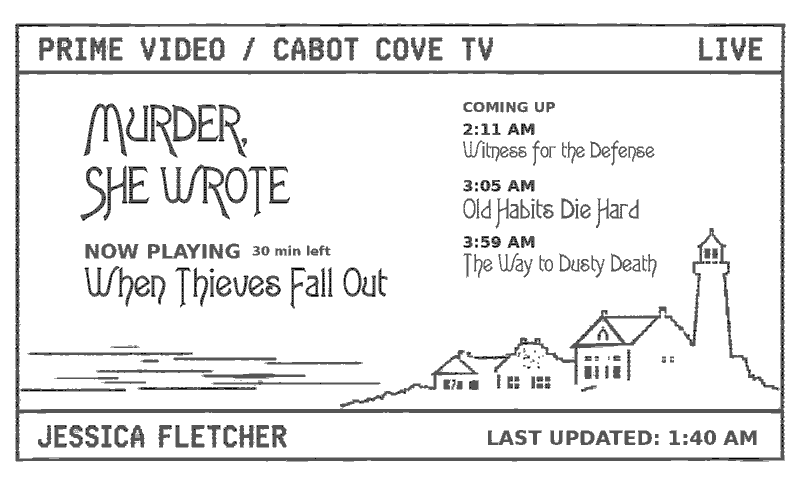 PRIME VIDEO / CABOT COVE TV
LIVE
MURDER,
SHE WROTE
NOW PLAYING 30 min left
When Thieves Fall Out
COMING UP
2:11 AM
Witness for the Defense
3:05 AM
Old Habits Die Hard
3:59 AM
The Way to Dusty Death
JESSICA FLETCHER
LAST UPDATED: 1:40 AM